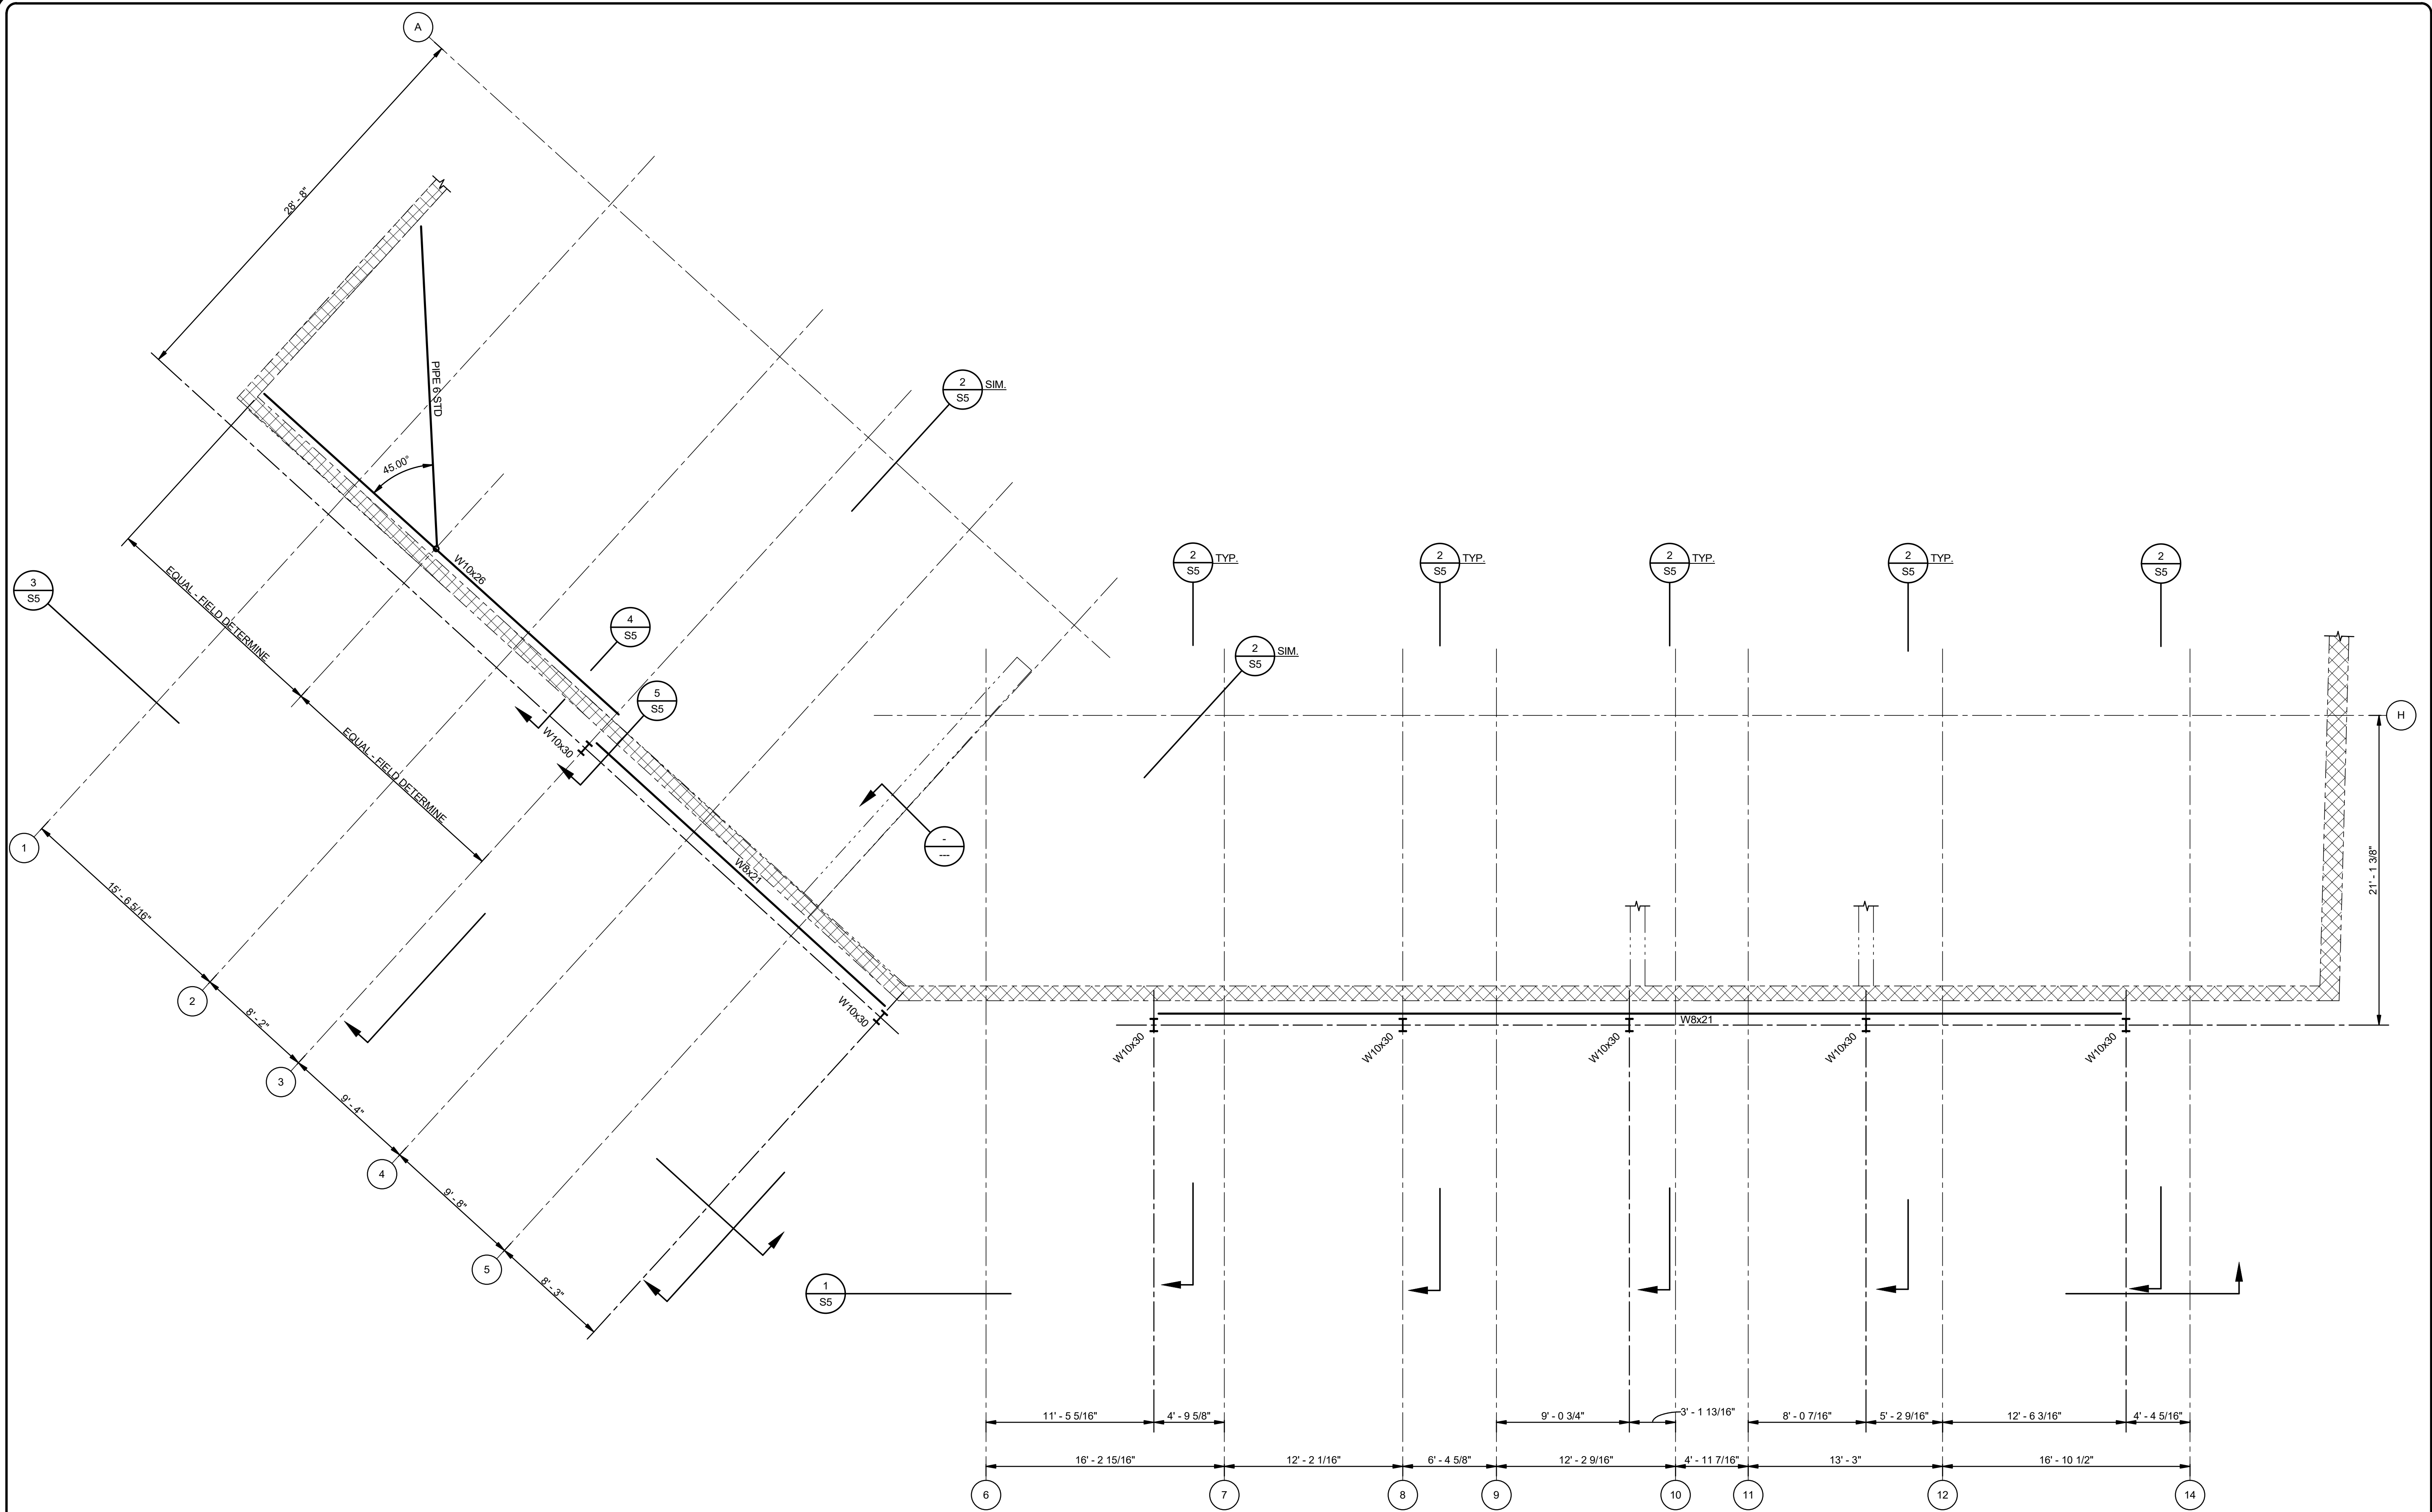 A
28' - 8"
PIPE 6 STD
45.00°
2
S5
SIM.
W10x26
3
S5
EQUAL - FIELD DETERMINE
4
S5
5
S5
W10x30
EQUAL - FIELD DETERMINE
2
S5
TYP.
2
S5
TYP.
2
S5
TYP.
2
S5
TYP.
2
S5
2
S5
SIM.
H
21' - 1 3/8"
-
---
W8x21
W10x30
1
15' - 6 5/16"
2
8' - 2"
3
9' - 4"
4
9' - 8"
5
8' - 3"
W8x21
W10x30
W10x30
W10x30
W10x30
W10x30
1
S5
11' - 5 5/16"
4' - 9 5/8"
9' - 0 3/4"
3' - 1 13/16"
8' - 0 7/16"
5' - 2 9/16"
12' - 6 3/16"
4' - 4 5/16"
16' - 2 15/16"
12' - 2 1/16"
6' - 4 5/8"
12' - 2 9/16"
4' - 11 7/16"
13' - 3"
16' - 10 1/2"
6
7
8
9
10
11
12
14